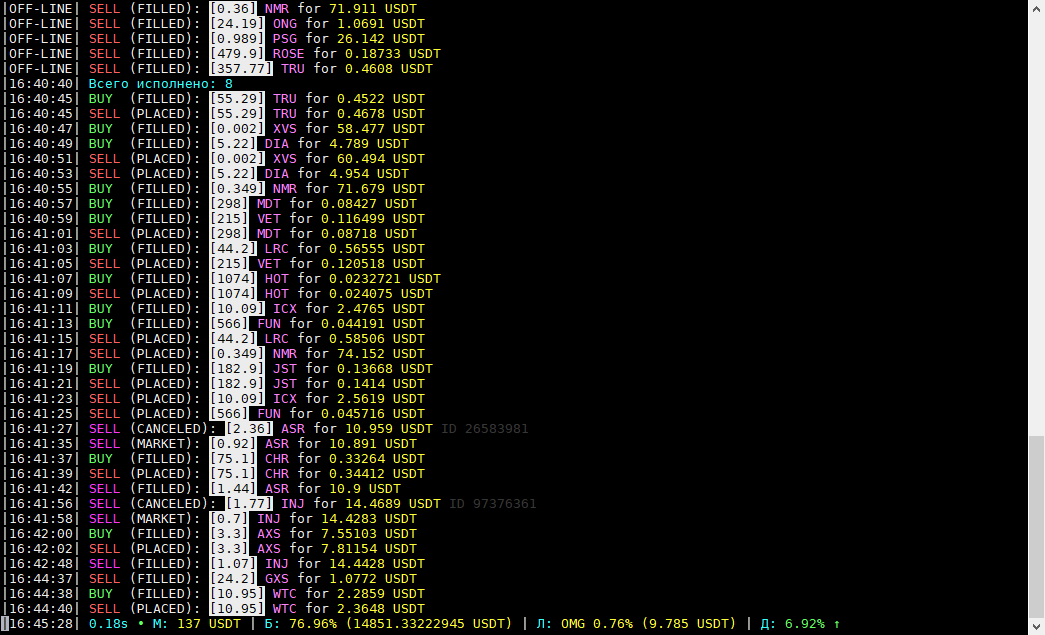 |OFF-LINE| SELL (FILLED): [0.36] NMR for 71.911 USDT
|OFF-LINE| SELL (FILLED): [24.19] ONG for 1.0691 USDT
|OFF-LINE| SELL (FILLED): [0.989] PSG for 26.142 USDT
|OFF-LINE| SELL (FILLED): [479.9] ROSE for 0.18733 USDT
|OFF-LINE| SELL (FILLED): [357.77] TRU for 0.4608 USDT
|16:40:40| Всего исполнено: 8
|16:40:45| BUY (FILLED): [55.29] TRU for 0.4522 USDT
|16:40:45| SELL (PLACED): [55.29] TRU for 0.4678 USDT
|16:40:47| BUY (FILLED): [0.002] XVS for 58.477 USDT
|16:40:49| BUY (FILLED): [5.22] DIA for 4.789 USDT
|16:40:51| SELL (PLACED): [0.002] XVS for 60.494 USDT
|16:40:53| SELL (PLACED): [5.22] DIA for 4.954 USDT
|16:40:55| BUY (FILLED): [0.349] NMR for 71.679 USDT
|16:40:57| BUY (FILLED): [298] MDT for 0.08427 USDT
|16:40:59| BUY (FILLED): [215] VET for 0.116499 USDT
|16:41:01| SELL (PLACED): [298] MDT for 0.08718 USDT
|16:41:03| BUY (FILLED): [44.2] LRC for 0.56555 USDT
|16:41:05| SELL (PLACED): [215] VET for 0.120518 USDT
|16:41:07| BUY (FILLED): [1074] HOT for 0.0232721 USDT
|16:41:09| SELL (PLACED): [1074] HOT for 0.024075 USDT
|16:41:11| BUY (FILLED): [10.09] ICX for 2.4765 USDT
|16:41:13| BUY (FILLED): [566] FUN for 0.044191 USDT
|16:41:15| SELL (PLACED): [44.2] LRC for 0.58506 USDT
|16:41:17| SELL (PLACED): [0.349] NMR for 74.152 USDT
|16:41:19| BUY (FILLED): [182.9] JST for 0.13668 USDT
|16:41:21| SELL (PLACED): [182.9] JST for 0.1414 USDT
|16:41:23| SELL (PLACED): [10.09] ICX for 2.5619 USDT
|16:41:25| SELL (PLACED): [566] FUN for 0.045716 USDT
|16:41:27| SELL (CANCELED): [2.36] ASR for 10.959 USDT ID 26583981
|16:41:35| SELL (MARKET): [0.92] ASR for 10.891 USDT
|16:41:37| BUY (FILLED): [75.1] CHR for 0.33264 USDT
|16:41:39| SELL (PLACED): [75.1] CHR for 0.34412 USDT
|16:41:42| SELL (FILLED): [1.44] ASR for 10.9 USDT
|16:41:56| SELL (CANCELED): [1.77] INJ for 14.4689 USDT ID 97376361
|16:41:58| SELL (MARKET): [0.7] INJ for 14.4283 USDT
|16:42:00| BUY (FILLED): [3.3] AXS for 7.55103 USDT
|16:42:02| SELL (PLACED): [3.3] AXS for 7.81154 USDT
|16:42:48| SELL (FILLED): [1.07] INJ for 14.4428 USDT
|16:44:37| SELL (FILLED): [24.2] GXS for 1.0772 USDT
|16:44:38| BUY (FILLED): [10.95] WTC for 2.2859 USDT
|16:44:40| SELL (PLACED): [10.95] WTC for 2.3648 USDT
|16:45:28| 0.18s • М: 137 USDT | Б: 76.96% (14851.33222945 USDT) | Л: OMG 0.76% (9.785 USDT) | Д: 6.92% ↑